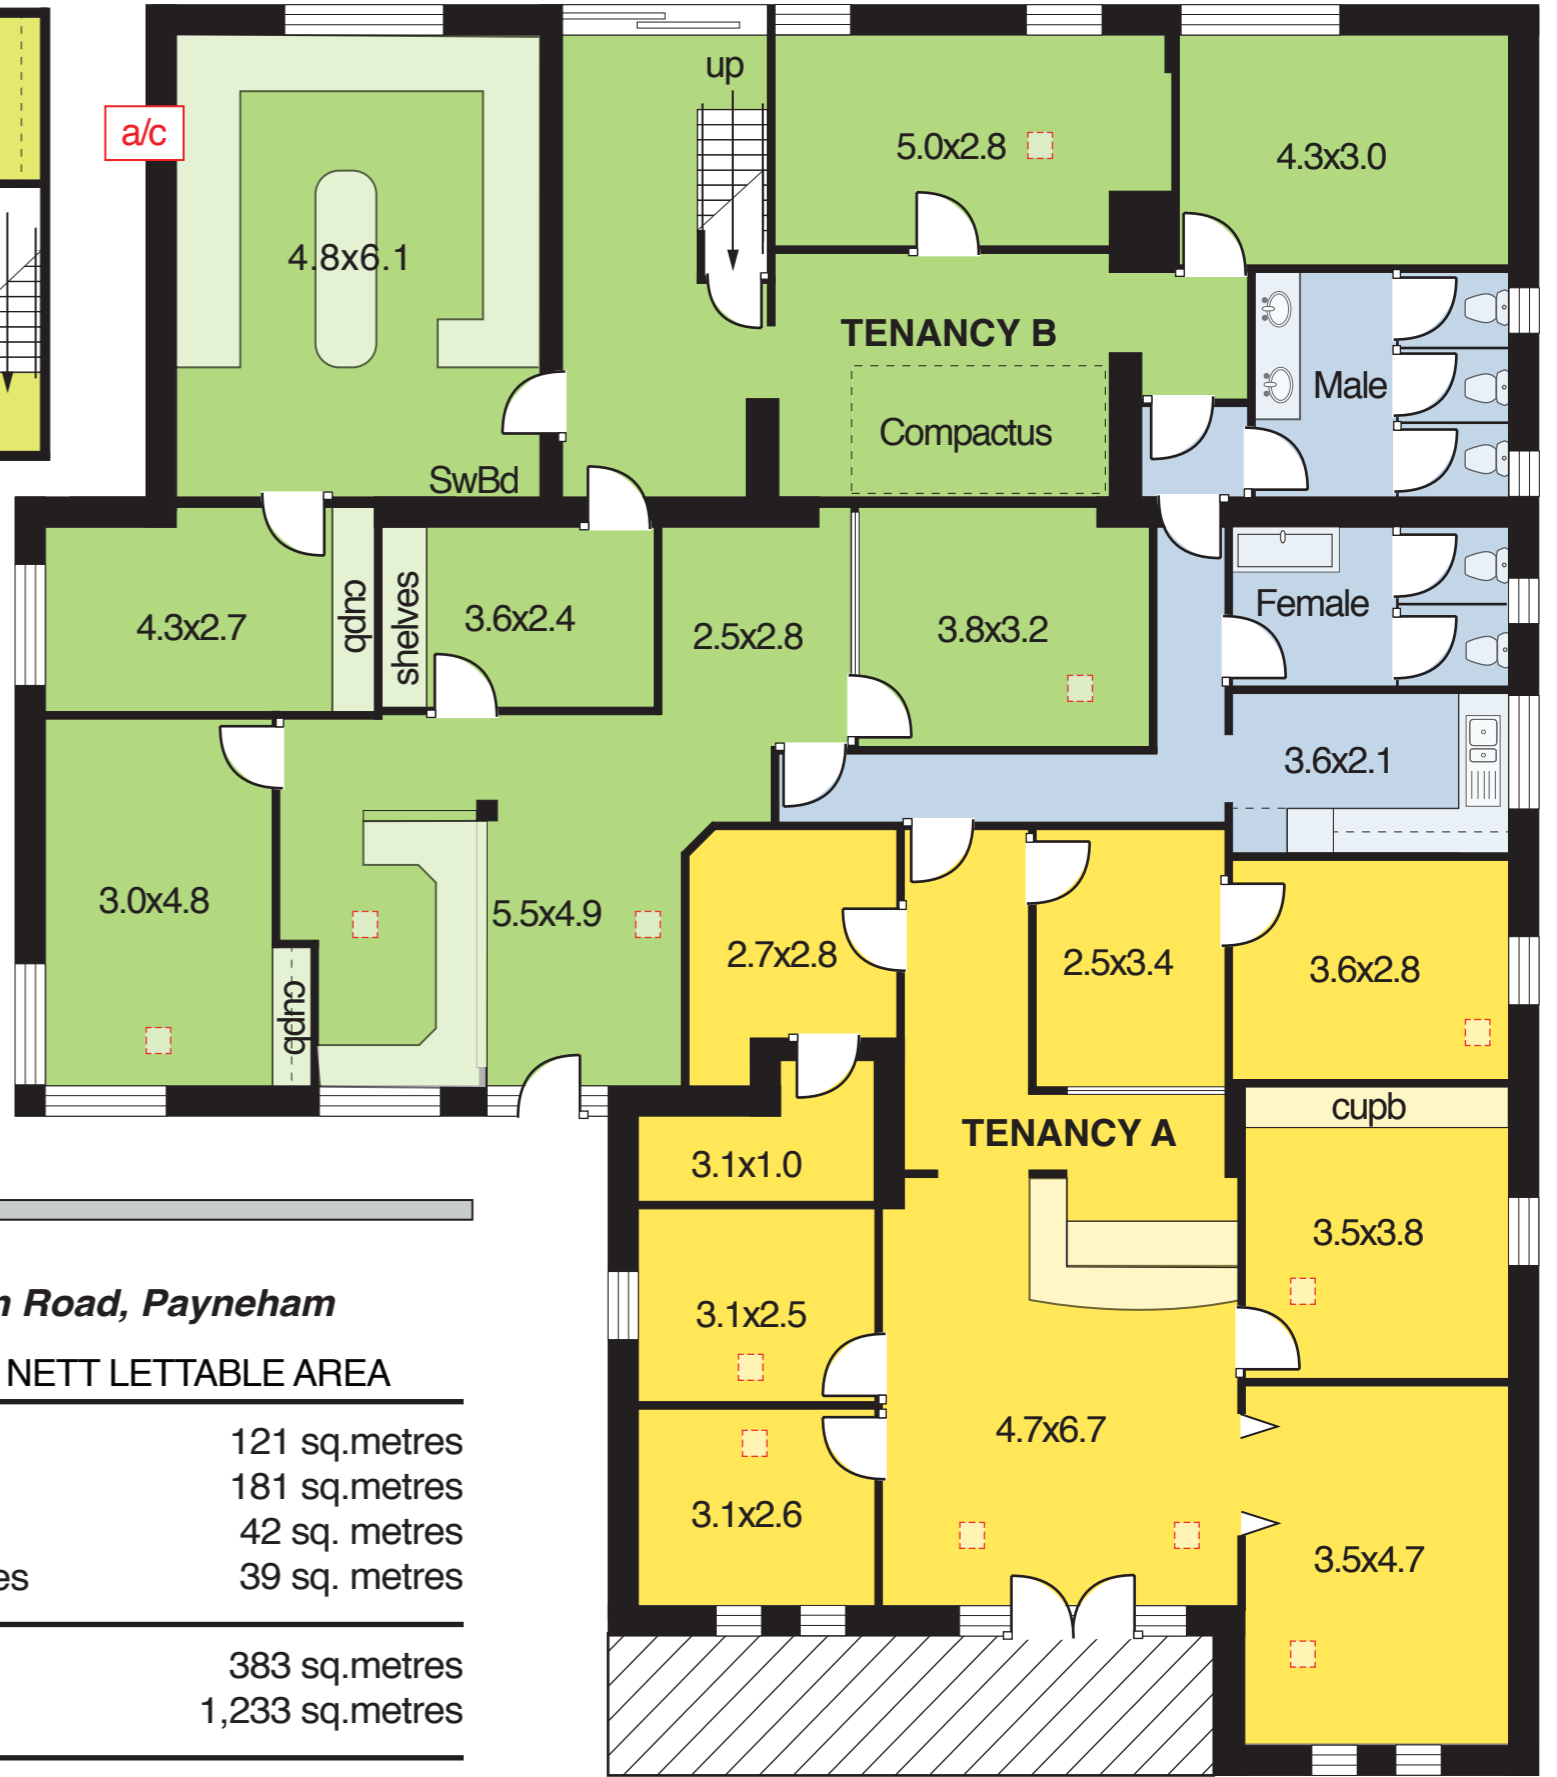 up
a/c
5.0x2.8
4.3x3.0
4.8x6.1
TENANCY B
Male
Compactus
SwBd
cupb
shelves
4.3x2.7
3.6x2.4
2.5x2.8
3.8x3.2
Female
3.6x2.1
3.0x4.8
5.5x4.9
2.7x2.8
2.5x3.4
3.6x2.8
cupb
cupb
TENANCY A
3.1x1.0
3.5x3.8
3.1x2.5
4.7x6.7
3.1x2.6
3.5x4.7
Road, Payneham
NETT LETTABLE AREA
121 sq.metres
181 sq.metres
42 sq. metres
39 sq. metres
383 sq.metres
1,233 sq.metres